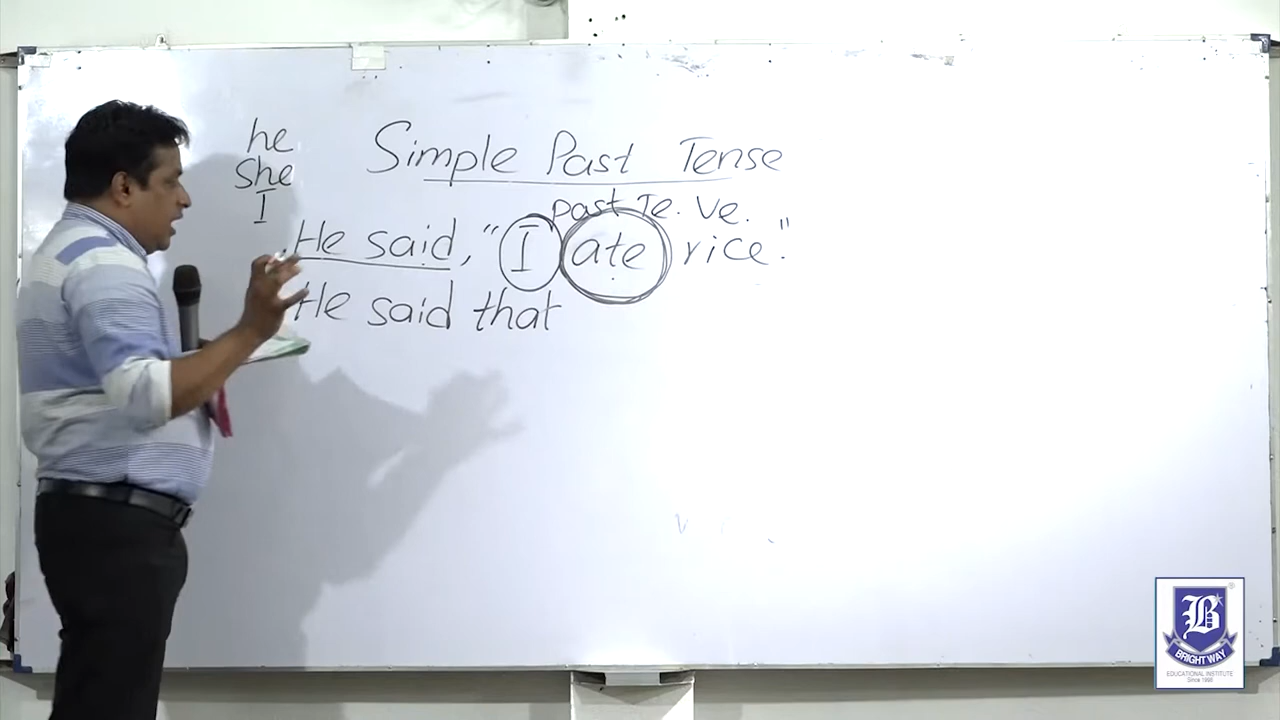 he
she
I
Simple Past Tense
past Te. Ve.
He said, "I ate rice."
He said that
B
BRIGHT WAY
EDUCATIONAL INSTITUTE
Since 1998